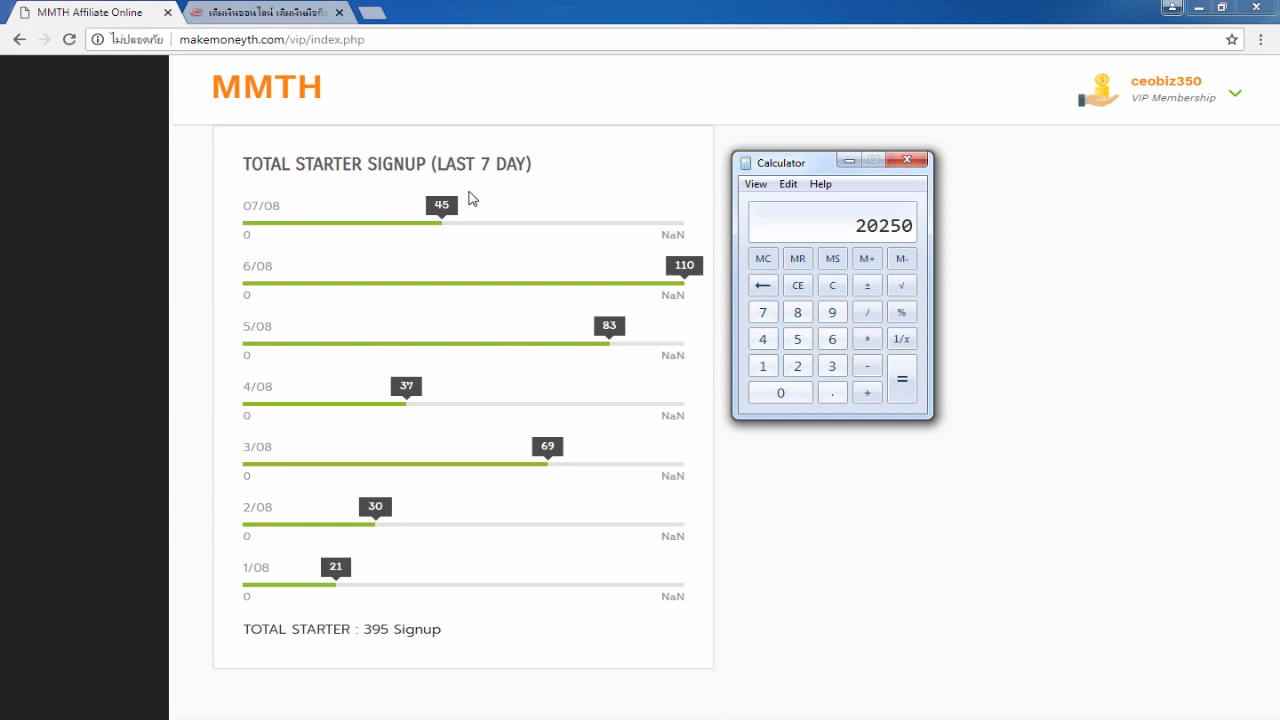 MMTH Affiliate Online
เติมเงินออนไลน์ เติมเงินมือถือ
ไม่ปลอดภัย
makemoneyth.com/vip/index.php
MMTH
ceobiz350
VIP Membership
TOTAL STARTER SIGNUP (LAST 7 DAY)
07/08
45
0
NaN
6/08
110
0
NaN
5/08
83
0
NaN
4/08
37
0
NaN
3/08
69
0
NaN
2/08
30
0
NaN
1/08
21
0
NaN
TOTAL STARTER : 395 Signup
Calculator
View Edit Help
20250
MC MR MS M+ M-
← CE C ± √
7 8 9 / %
4 5 6 * 1/x
1 2 3 - =
0 . +